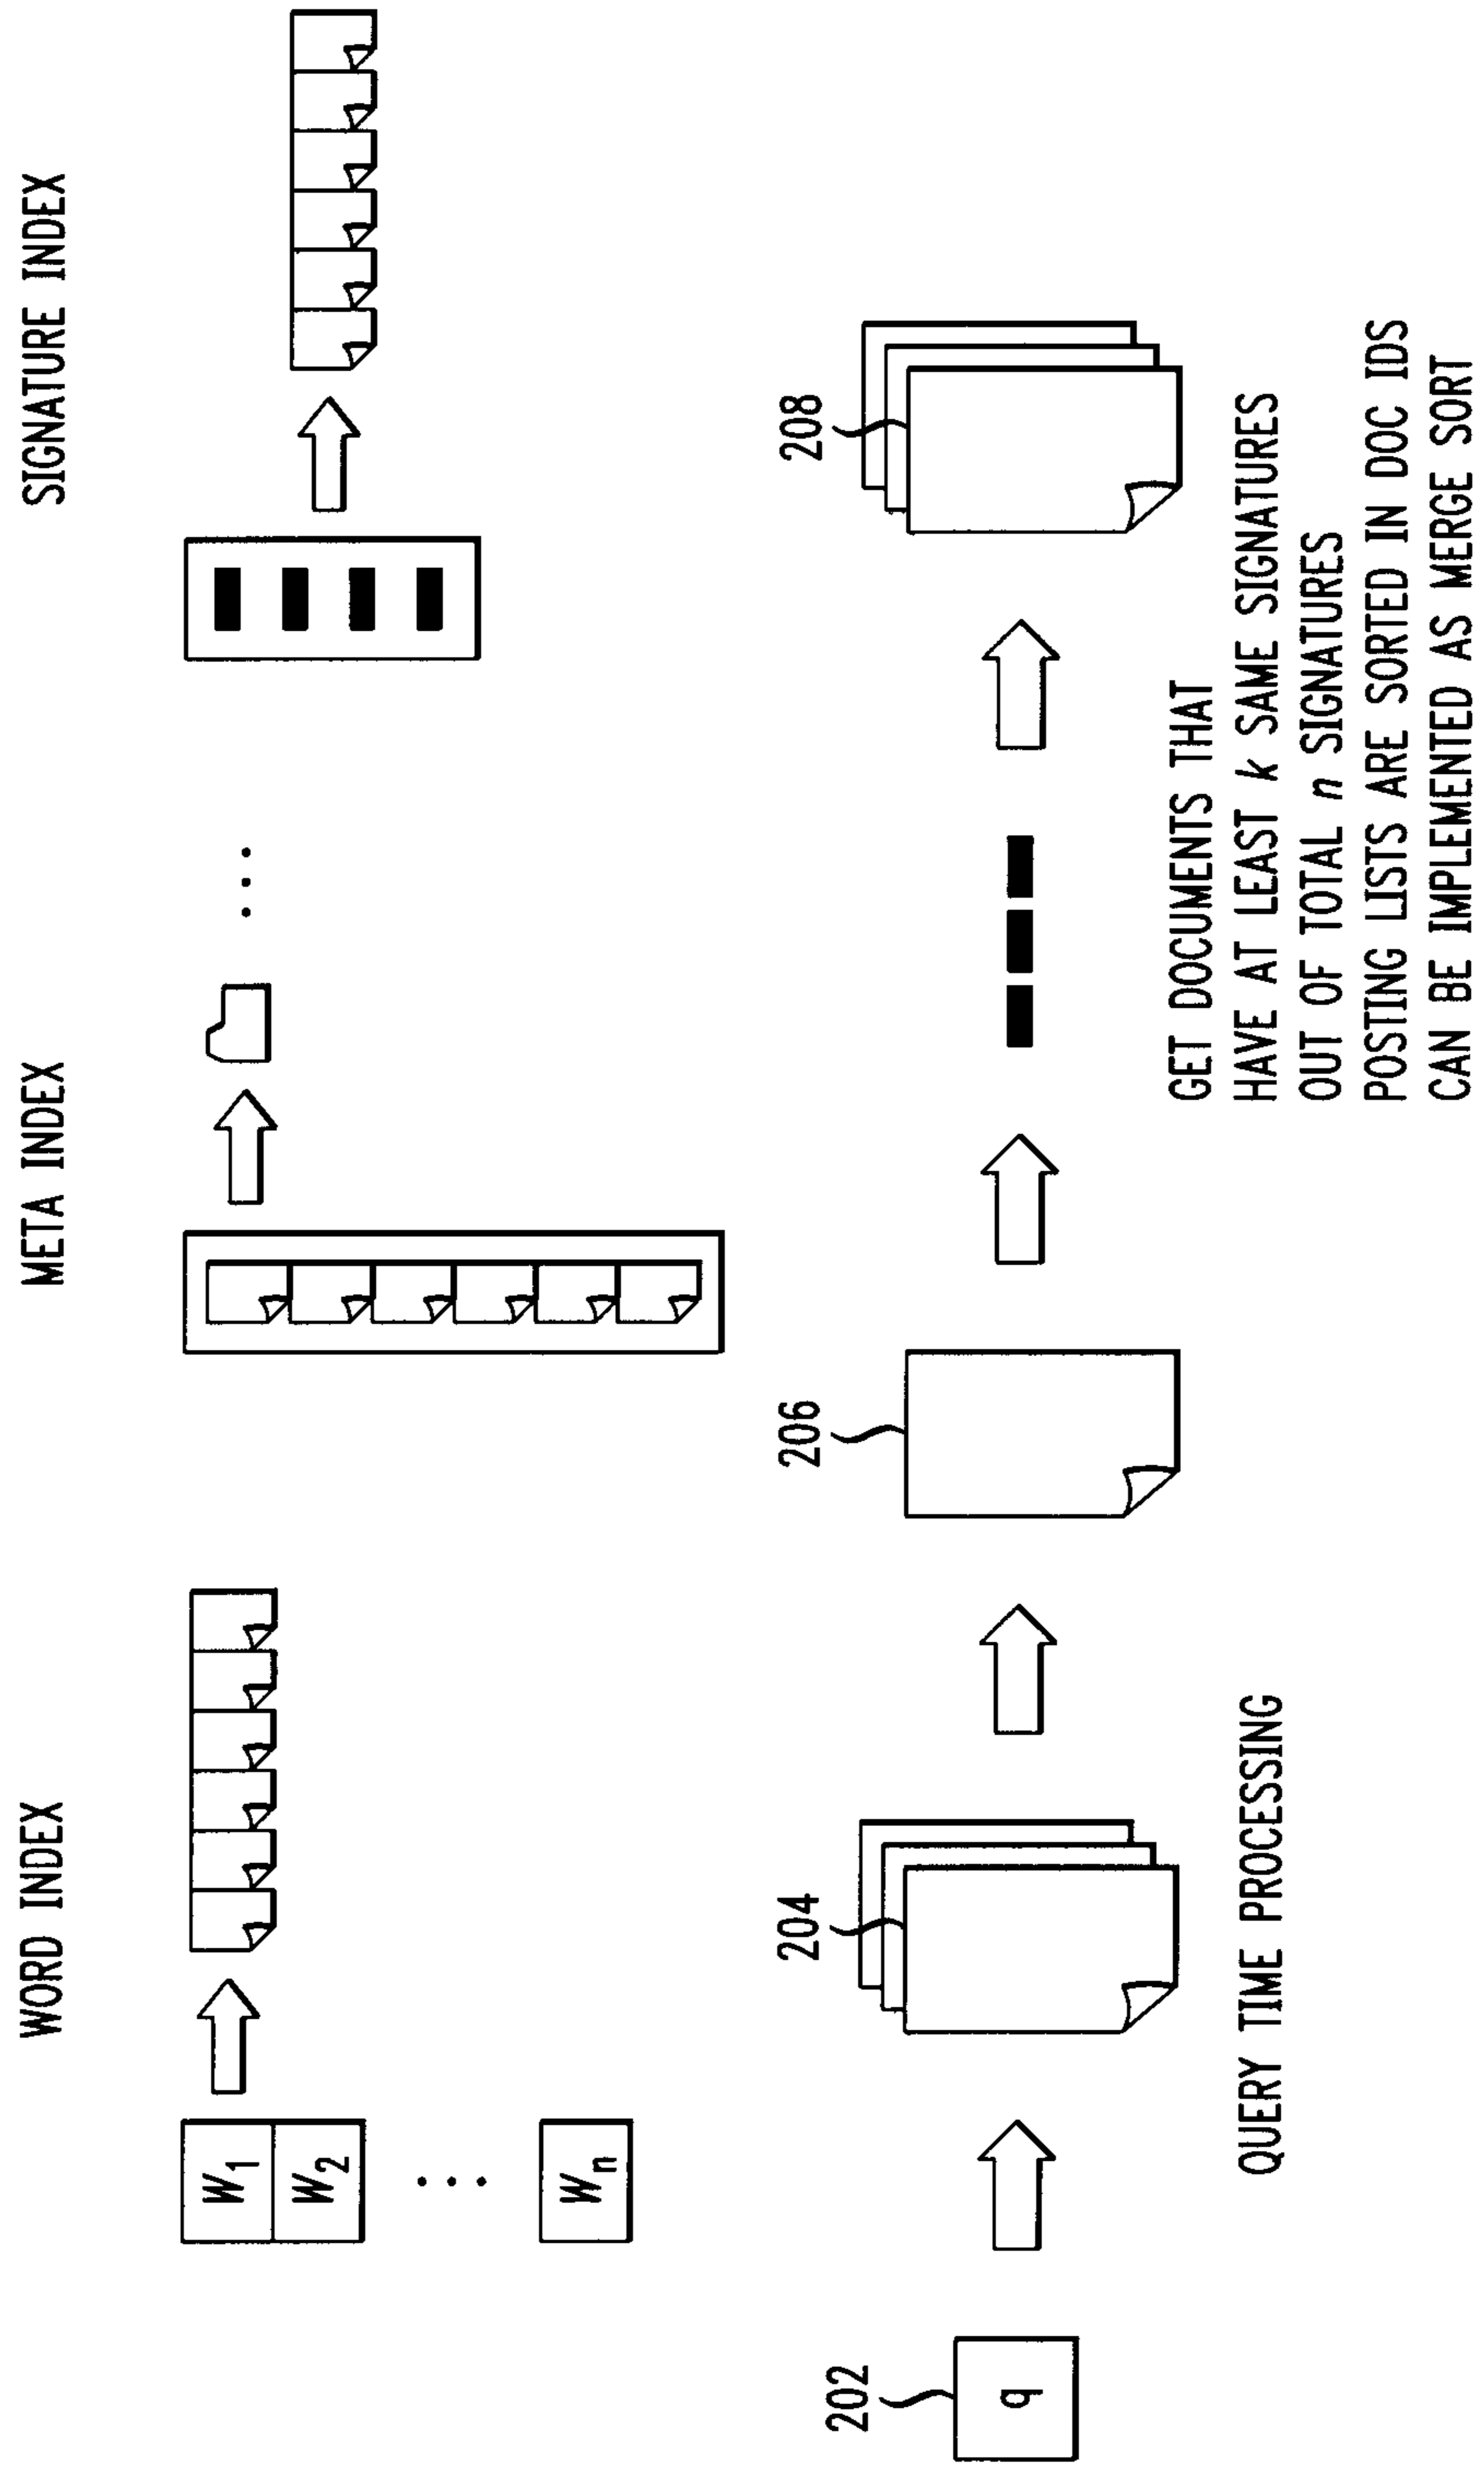 WORD INDEX
META INDEX
SIGNATURE INDEX
W1
W2
...
Wn
...
202
q
204
206
208
QUERY TIME PROCESSING
GET DOCUMENTS THAT
HAVE AT LEAST k SAME SIGNATURES
OUT OF TOTAL n SIGNATURES
POSTING LISTS ARE SORTED IN DOC IDS
CAN BE IMPLEMENTED AS MERGE SORT